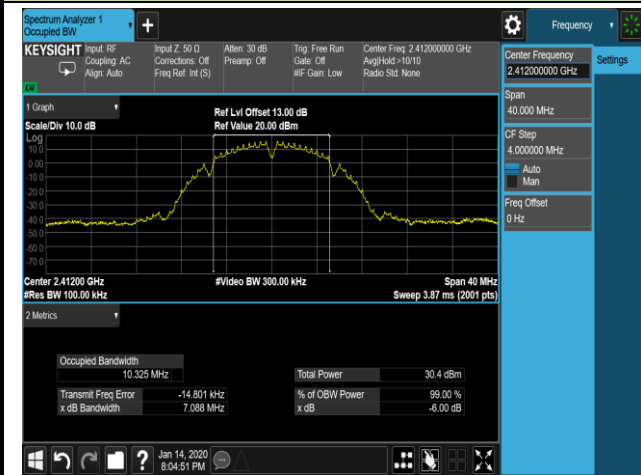 Spectrum Analyzer 1
Occupied BW
Frequency
KEYSIGHT
Input: RF
Coupling: AC
Align: Auto
Input Z: 50 Ω
Corrections: Off
Freq Ref: Int (S)
Atten: 30 dB
Preamp: Off
Trig: Free Run
Gate: Off
#IF Gain: Low
Center Freq: 2.412000000 GHz
Avg|Hold:>10/10
Radio Std: None
Center Frequency
2.412000000 GHz
Settings
Span
40.000 MHz
CF Step
4.000000 MHz
Auto
Man
Freq Offset
0 Hz
1 Graph
Scale/Div 10.0 dB
Ref Lvl Offset 13.00 dB
Ref Value 20.00 dBm
Log
10.0
0.00
-10.0
-20.0
-30.0
-40.0
-50.0
-60.0
-70.0
Center 2.41200 GHz
#Video BW 300.00 kHz
Span 40 MHz
#Res BW 100.00 kHz
Sweep 3.87 ms (2001 pts)
2 Metrics
Occupied Bandwidth
10.325 MHz
Total Power 30.4 dBm
Transmit Freq Error -14.801 kHz
% of OBW Power 99.00 %
x dB Bandwidth 7.088 MHz
x dB -6.00 dB
?
Jan 14, 2020
8:04:51 PM